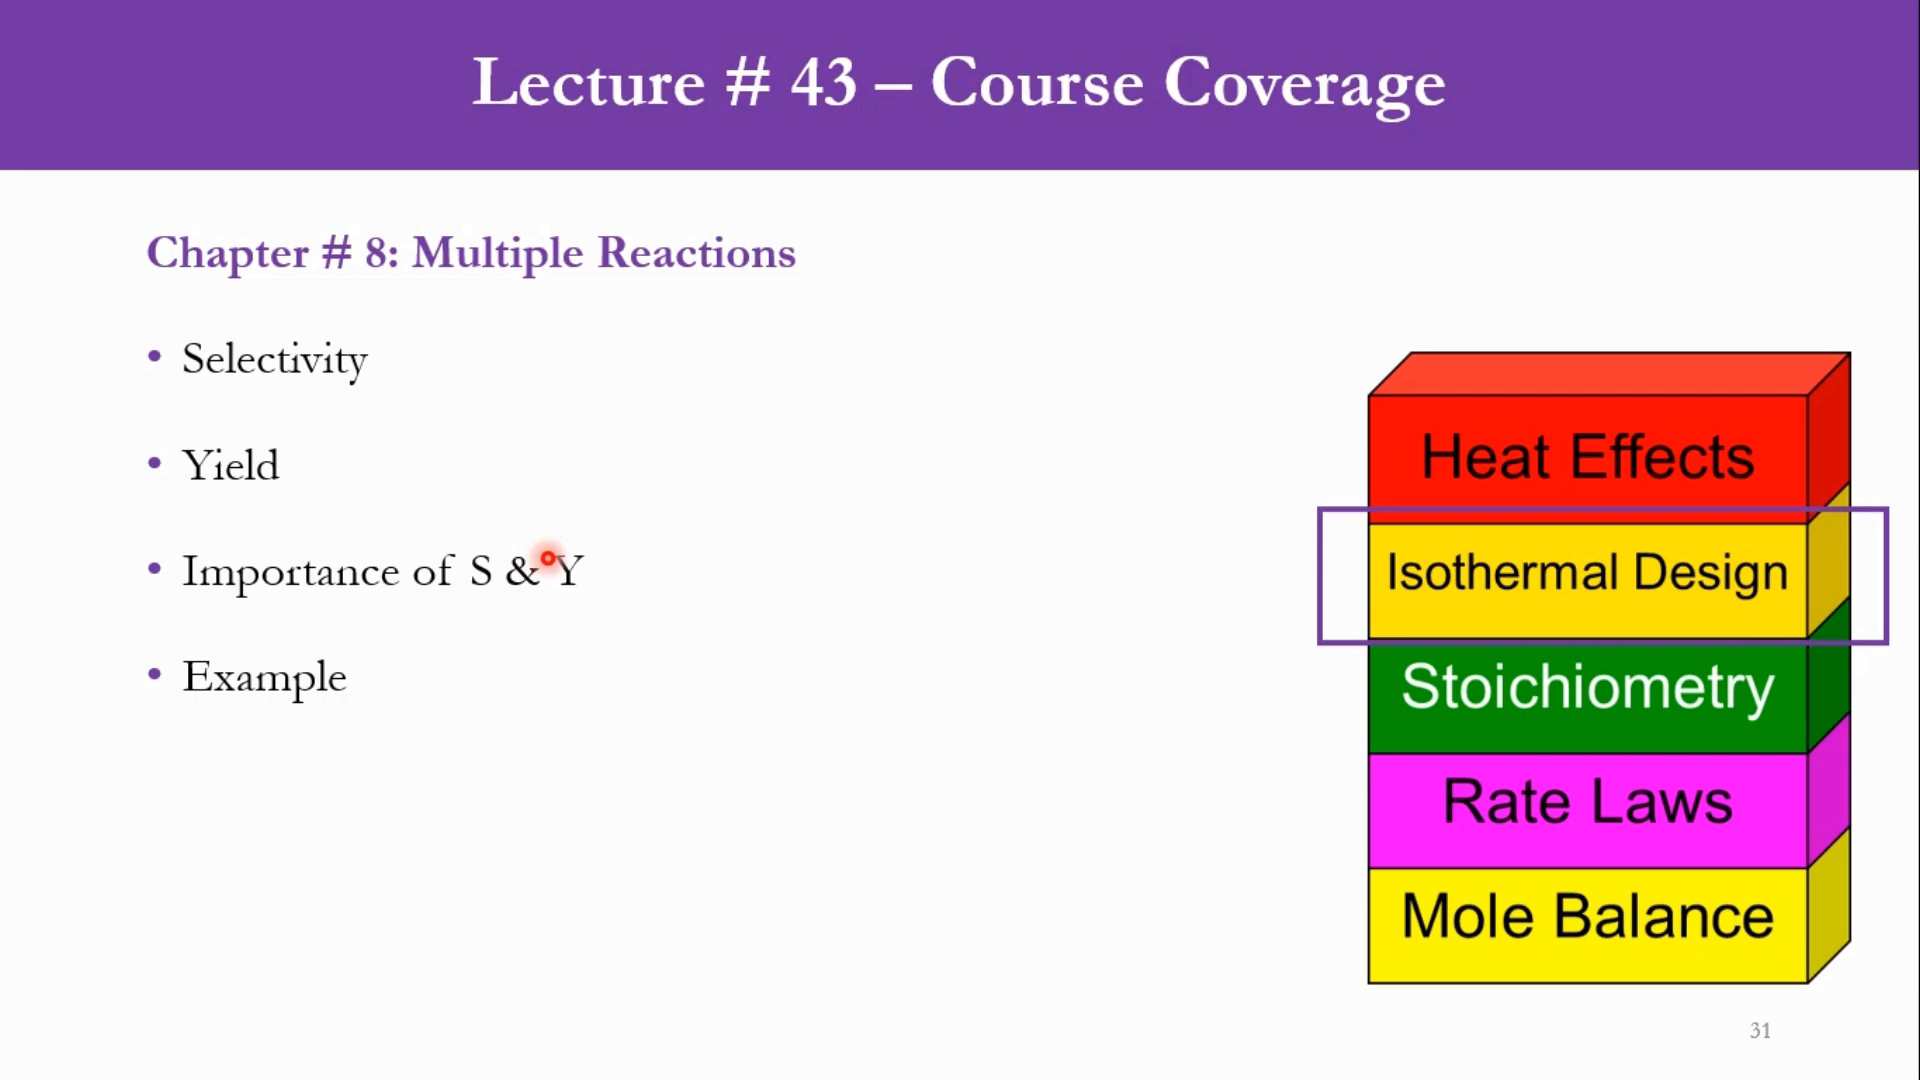 Lecture # 43 – Course Coverage
Chapter # 8: Multiple Reactions
• Selectivity
• Yield
• Importance of S & Y
• Example
Heat Effects
Isothermal Design
Stoichiometry
Rate Laws
Mole Balance
31